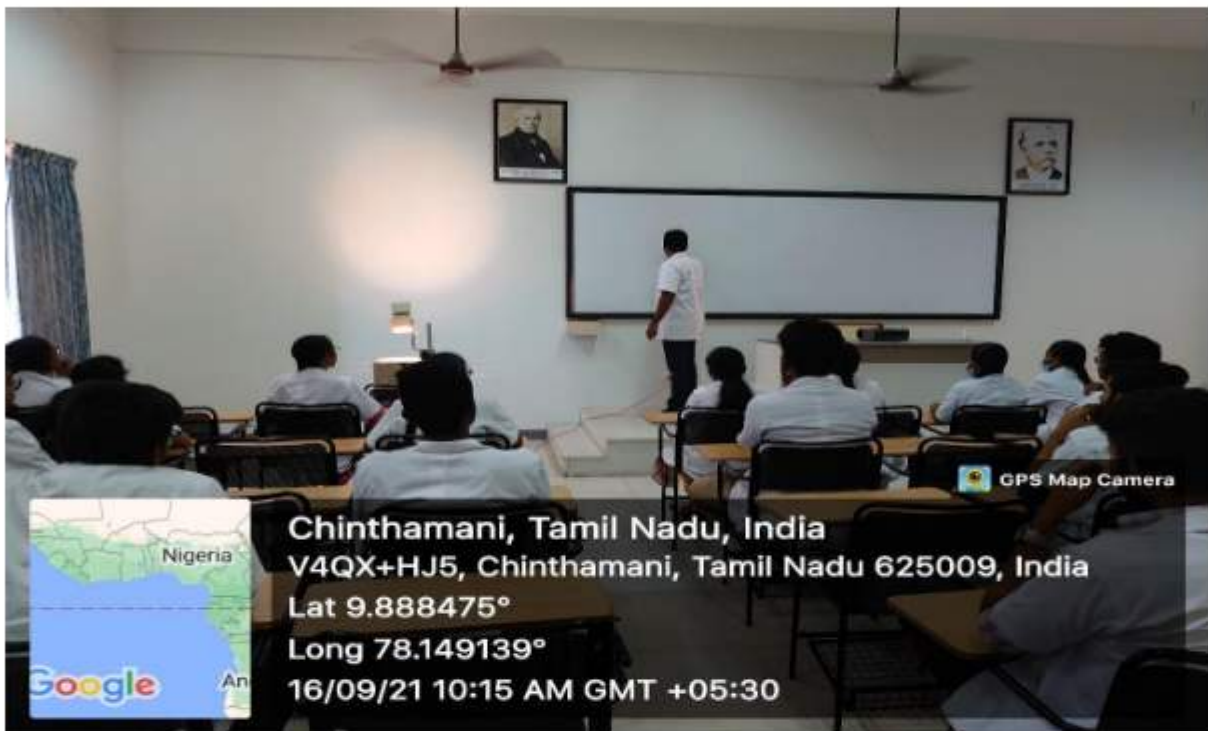 GPS Map Camera
Chinthamani, Tamil Nadu, India
V4QX+HJ5, Chinthamani, Tamil Nadu 625009, India
Lat 9.888475°
Long 78.149139°
16/09/21 10:15 AM GMT +05:30
Nigeria
Google
An